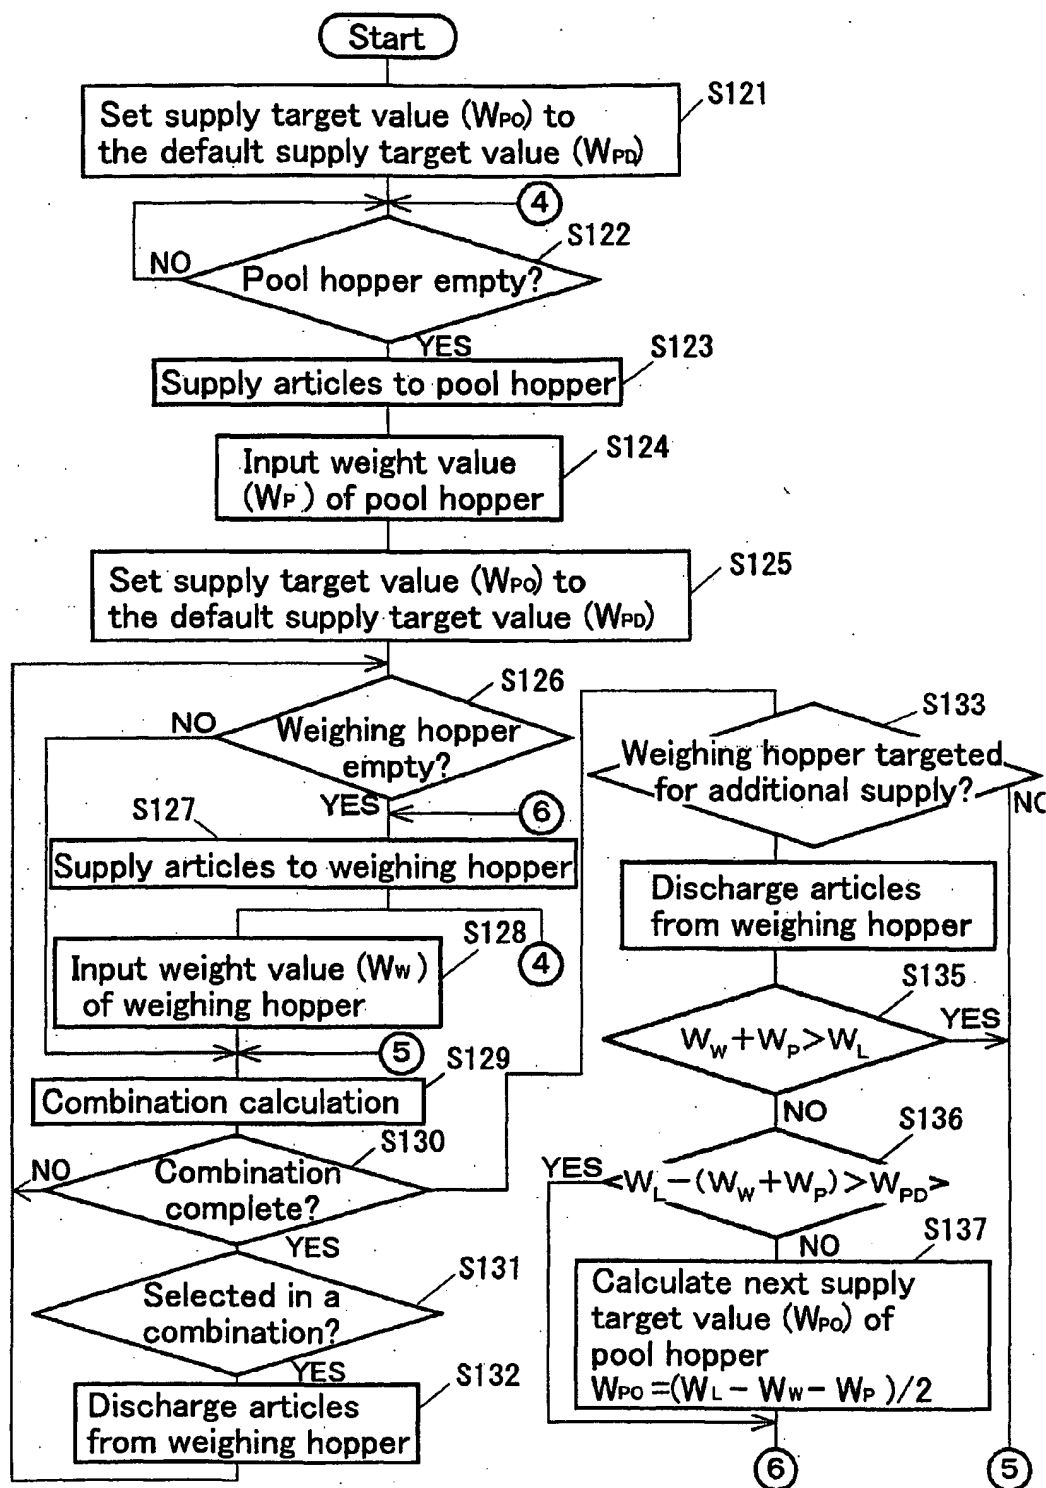 Start
S121
Set supply target value (WPO) to
the default supply target value (WPD)
4
S122
NO
Pool hopper empty?
YES
S123
Supply articles to pool hopper
S124
Input weight value
(WP) of pool hopper
S125
Set supply target value (WPO) to
the default supply target value (WPD)
S126
NO
Weighing hopper
empty?
YES
6
S127
Supply articles to weighing hopper
S128
Input weight value (WW)
of weighing hopper
4
5
S129
Combination calculation
S130
NO
Combination
complete?
YES
S131
Selected in a
combination?
YES
S132
Discharge articles
from weighing hopper
S133
Weighing hopper targeted
for additional supply?
NO
Discharge articles
from weighing hopper
S135
WW+WP>WL
YES
NO
S136
YES
WL-(WW+WP)>WPD
NO
S137
Calculate next supply
target value (WPO) of
pool hopper
WPO=(WL-WW-WP)/2
6
5